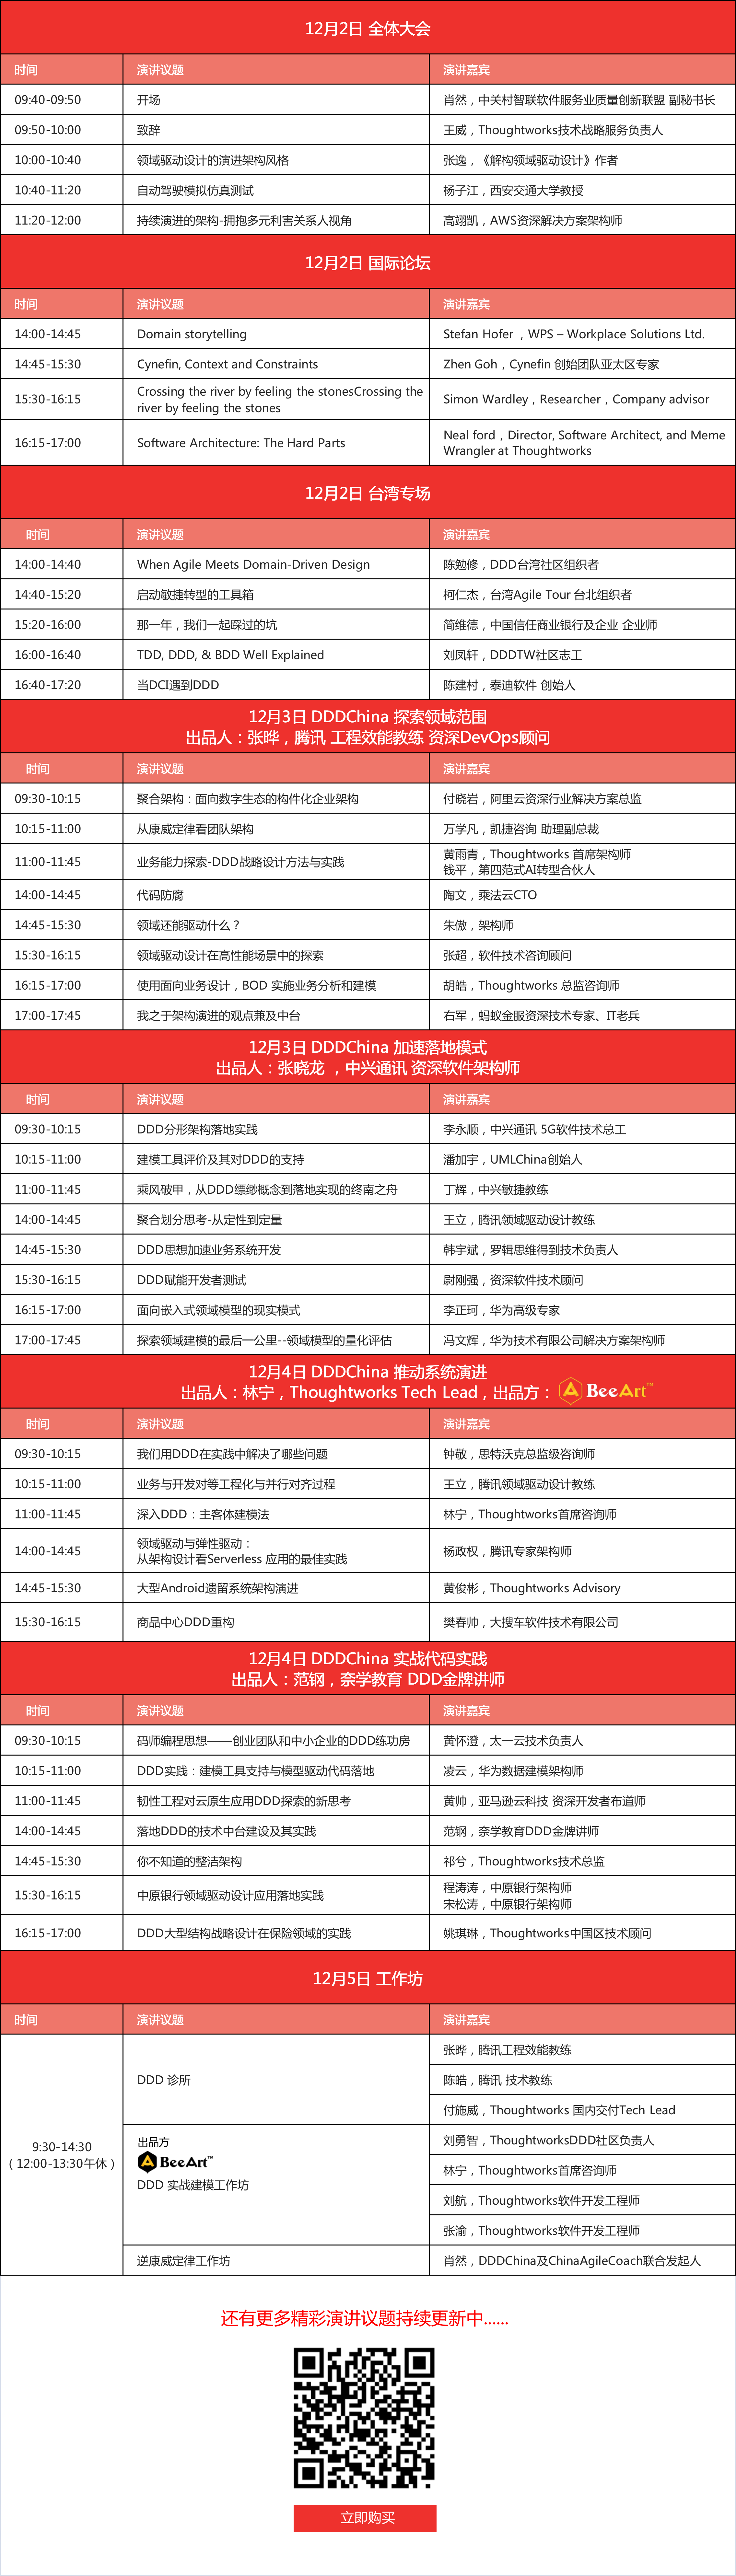 12月2日 全体大会
时间 演讲议题 演讲嘉宾
09:40-09:50 开场 肖然，中关村智联软件服务业质量创新联盟 副秘书长
09:50-10:00 致辞 王威，Thoughtworks技术战略服务负责人
10:00-10:40 领域驱动设计的演进架构风格 张逸，《解构领域驱动设计》作者
10:40-11:20 自动驾驶模拟仿真测试 杨子江，西安交通大学教授
11:20-12:00 持续演进的架构-拥抱多元利害关系人视角 高翊凯，AWS资深解决方案架构师
12月2日 国际论坛
时间 演讲议题 演讲嘉宾
14:00-14:45 Domain storytelling Stefan Hofer ，WPS – Workplace Solutions Ltd.
14:45-15:30 Cynefin, Context and Constraints Zhen Goh，Cynefin 创始团队亚太区专家
15:30-16:15 Crossing the river by feeling the stonesCrossing the
river by feeling the stones Simon Wardley，Researcher，Company advisor
16:15-17:00 Software Architecture: The Hard Parts Neal ford，Director, Software Architect, and Meme
Wrangler at Thoughtworks
12月2日 台湾专场
时间 演讲议题 演讲嘉宾
14:00-14:40 When Agile Meets Domain-Driven Design 陈勉修，DDD台湾社区组织者
14:40-15:20 启动敏捷转型的工具箱 柯仁杰，台湾Agile Tour 台北组织者
15:20-16:00 那一年，我们一起踩过的坑 简维德，中国信任商业银行及企业 企业师
16:00-16:40 TDD, DDD, & BDD Well Explained 刘凤轩，DDDTW社区志工
16:40-17:20 当DCI遇到DDD 陈建村，泰迪软件 创始人
12月3日 DDDChina 探索领域范围
出品人：张晔，腾讯 工程效能教练 资深DevOps顾问
时间 演讲议题 演讲嘉宾
09:30-10:15 聚合架构：面向数字生态的构件化企业架构 付晓岩，阿里云资深行业解决方案总监
10:15-11:00 从康威定律看团队架构 万学凡，凯捷咨询 助理副总裁
11:00-11:45 业务能力探索-DDD战略设计方法与实践 黄雨青，Thoughtworks 首席架构师
钱平，第四范式AI转型合伙人
14:00-14:45 代码防腐 陶文，乘法云CTO
14:45-15:30 领域还能驱动什么？ 朱傲，架构师
15:30-16:15 领域驱动设计在高性能场景中的探索 张超，软件技术咨询顾问
16:15-17:00 使用面向业务设计，BOD 实施业务分析和建模 胡皓，Thoughtworks 总监咨询师
17:00-17:45 我之于架构演进的观点兼及中台 右军，蚂蚁金服资深技术专家、IT老兵
12月3日 DDDChina 加速落地模式
出品人：张晓龙 ，中兴通讯 资深软件架构师
时间 演讲议题 演讲嘉宾
09:30-10:15 DDD分形架构落地实践 李永顺，中兴通讯 5G软件技术总工
10:15-11:00 建模工具评价及其对DDD的支持 潘加宇，UMLChina创始人
11:00-11:45 乘风破甲，从DDD缥缈概念到落地实现的终南之舟 丁辉，中兴敏捷教练
14:00-14:45 聚合划分思考-从定性到定量 王立，腾讯领域驱动设计教练
14:45-15:30 DDD思想加速业务系统开发 韩宇斌，罗辑思维得到技术负责人
15:30-16:15 DDD赋能开发者测试 尉刚强，资深软件技术顾问
16:15-17:00 面向嵌入式领域模型的现实模式 李正珂，华为高级专家
17:00-17:45 探索领域建模的最后一公里--领域模型的量化评估 冯文辉，华为技术有限公司解决方案架构师
12月4日 DDDChina 推动系统演进
出品人：林宁，Thoughtworks Tech Lead，出品方： BeeArt™
时间 演讲议题 演讲嘉宾
09:30-10:15 我们用DDD在实践中解决了哪些问题 钟敬，思特沃克总监级咨询师
10:15-11:00 业务与开发对等工程化与并行对齐过程 王立，腾讯领域驱动设计教练
11:00-11:45 深入DDD：主客体建模法 林宁，Thoughtworks首席咨询师
14:00-14:45 领域驱动与弹性驱动：
从架构设计看Serverless 应用的最佳实践 杨政权，腾讯专家架构师
14:45-15:30 大型Android遗留系统架构演进 黄俊彬，Thoughtworks Advisory
15:30-16:15 商品中心DDD重构 樊春帅，大搜车软件技术有限公司
12月4日 DDDChina 实战代码实践
出品人：范钢，奈学教育 DDD金牌讲师
时间 演讲议题 演讲嘉宾
09:30-10:15 码师编程思想——创业团队和中小企业的DDD练功房 黄怀澄，太一云技术负责人
10:15-11:00 DDD实践：建模工具支持与模型驱动代码落地 凌云，华为数据建模架构师
11:00-11:45 韧性工程对云原生应用DDD探索的新思考 黄帅，亚马逊云科技 资深开发者布道师
14:00-14:45 落地DDD的技术中台建设及其实践 范钢，奈学教育DDD金牌讲师
14:45-15:30 你不知道的整洁架构 祁兮，Thoughtworks技术总监
15:30-16:15 中原银行领域驱动设计应用落地实践 程涛涛，中原银行架构师
宋松涛，中原银行架构师
16:15-17:00 DDD大型结构战略设计在保险领域的实践 姚琪琳，Thoughtworks中国区技术顾问
12月5日 工作坊
时间 演讲议题 演讲嘉宾
9:30-14:30
（12:00-13:30午休）
DDD 诊所
张晔，腾讯工程效能教练
陈皓，腾讯 技术教练
付施威，Thoughtworks 国内交付Tech Lead
出品方
BeeArt™
DDD 实战建模工作坊
刘勇智，ThoughtworksDDD社区负责人
林宁，Thoughtworks首席咨询师
刘航，Thoughtworks软件开发工程师
张渝，Thoughtworks软件开发工程师
逆康威定律工作坊 肖然，DDDChina及ChinaAgileCoach联合发起人
还有更多精彩演讲议题持续更新中......
立即购买